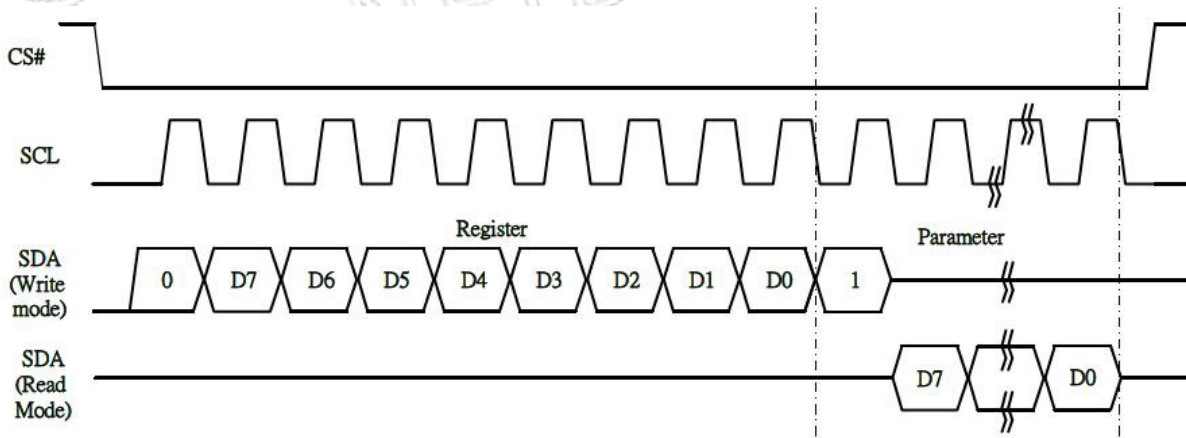 CS#
SCL
Register
Parameter
SDA
(Write
mode)
0 D7 D6 D5 D4 D3 D2 D1 D0 1
SDA
(Read
Mode)
D7 D0